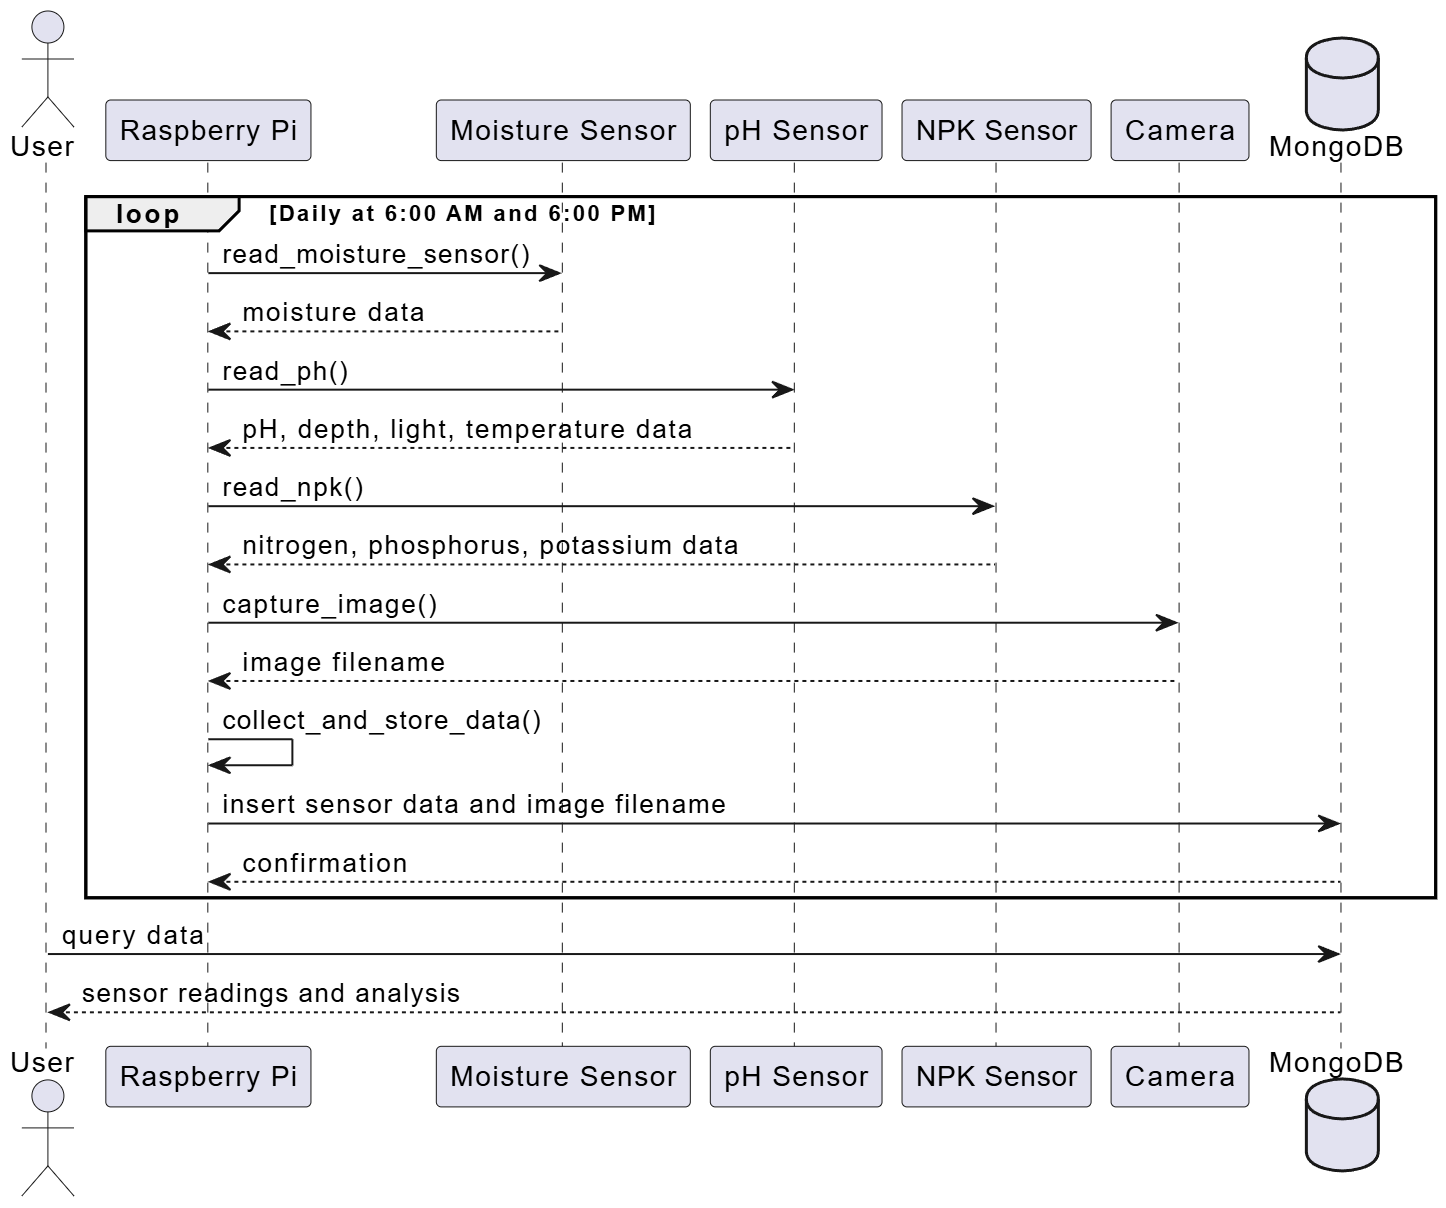 User
Raspberry Pi
Moisture Sensor
pH Sensor
NPK Sensor
Camera
MongoDB
loop
[Daily at 6:00 AM and 6:00 PM]
read_moisture_sensor()
moisture data
read_ph()
pH, depth, light, temperature data
read_npk()
nitrogen, phosphorus, potassium data
capture_image()
image filename
collect_and_store_data()
insert sensor data and image filename
confirmation
query data
sensor readings and analysis
User
Raspberry Pi
Moisture Sensor
pH Sensor
NPK Sensor
Camera
MongoDB